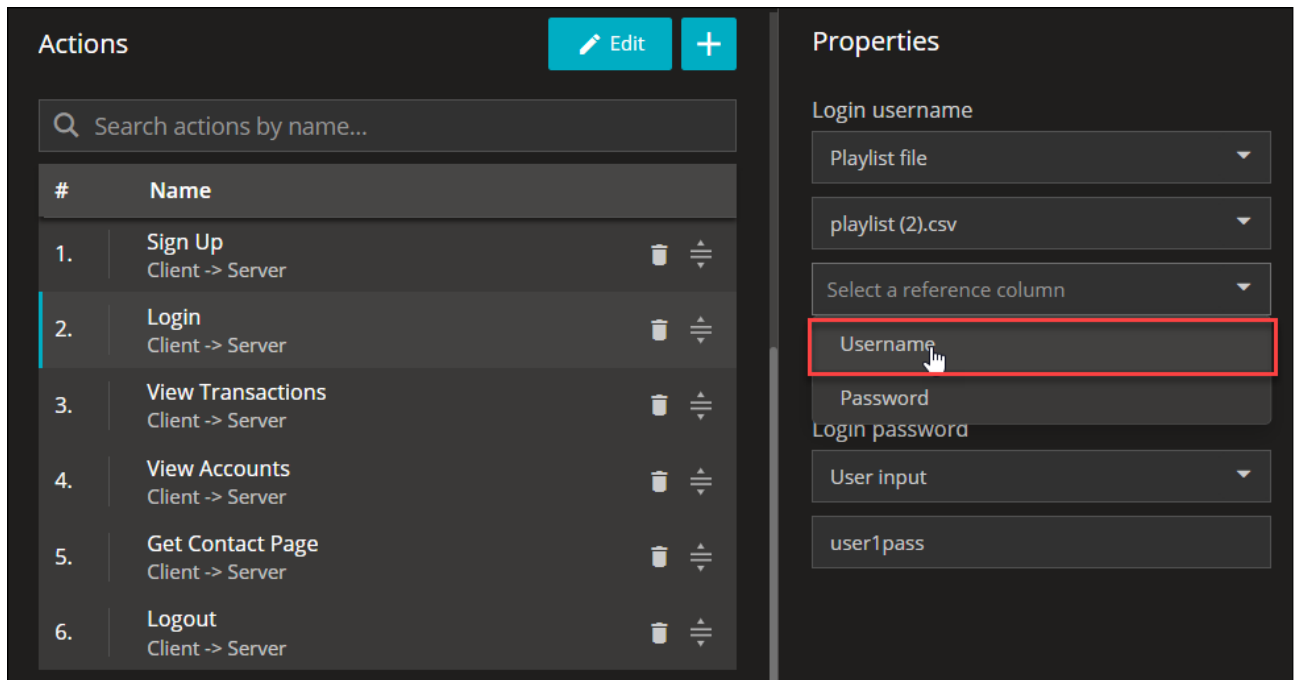 Actions
Edit
Search actions by name...
# Name
1. Sign Up
Client -> Server
2. Login
Client -> Server
3. View Transactions
Client -> Server
4. View Accounts
Client -> Server
5. Get Contact Page
Client -> Server
6. Logout
Client -> Server
Properties
Login username
Playlist file
playlist (2).csv
Select a reference column
Username
Password
Login password
User input
user1pass